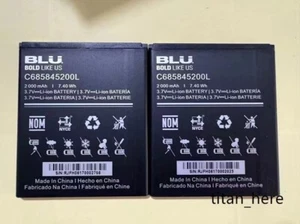 BLU
BOLD LIKE US
C685845200L
2 000 mAh | 7.40 Wh
3.7V⎓Li-ion BATTERY | 3.7V⎓Li-ion BATERÍA
3.7V⎓Li-ion BATTERIE | 3.7V⎓Li-ion BATERIA
NOM
NYCE
Made in China | Hecho en China
Fabricado Na China | Fabriqué en Chine
BLU
BOLD LIKE US
C685845200L
2 000 mAh | 7.40 Wh
3.7V⎓Li-ion BATTERY | 3.7V⎓Li-ion BATERÍA
3.7V⎓Li-ion BATTERIE | 3.7V⎓Li-ion BATERIA
NOM
NYCE
Made in China | Hecho en China
Fabricado Na China | Fabriqué en Chine
titan_here